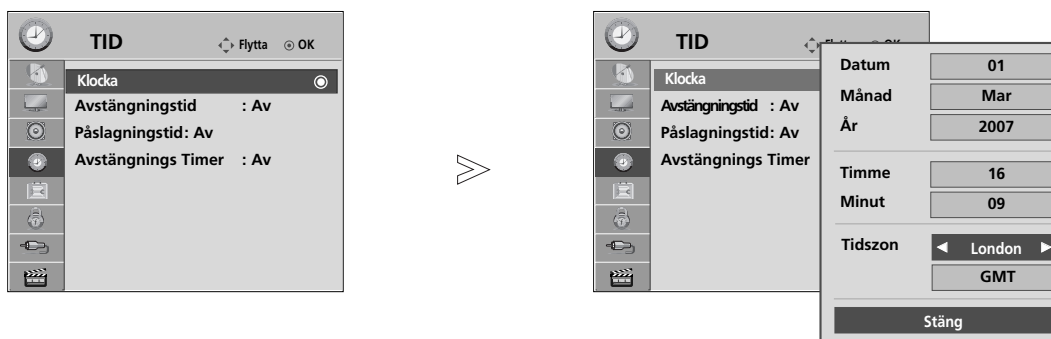 TID
Flytta
OK
Klocka
Avstängningstid : Av
Påslagningstid: Av
Avstängnings Timer : Av
TID
Klocka
Avstängningstid : Av
Påslagningstid: Av
Avstängnings Timer
Datum 01
Månad Mar
År 2007
Timme 16
Minut 09
Tidszon London
GMT
Stäng